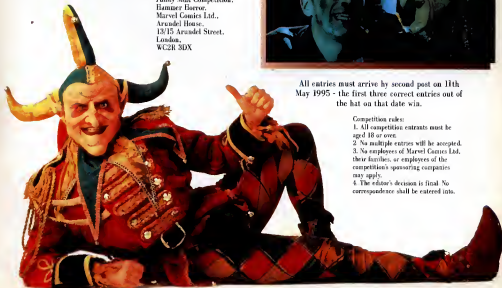 Funny Man Competition,
Hammer Horror,
Marvel Comics Ltd.,
Arundel House,
13/15 Arundel Street,
London,
WC2R 3DX
All entries must arrive by second post on 11th
May 1995 - the first three correct entries out of
the hat on that date win.
Competition rules:
1. All competition entrants must be
aged 18 or over.
2. No multiple entries will be accepted.
3. No employees of Marvel Comics Ltd,
their families, or employees of the
competition's sponsoring companies
may apply.
4. The editor's decision is final. No
correspondence shall be entered into.